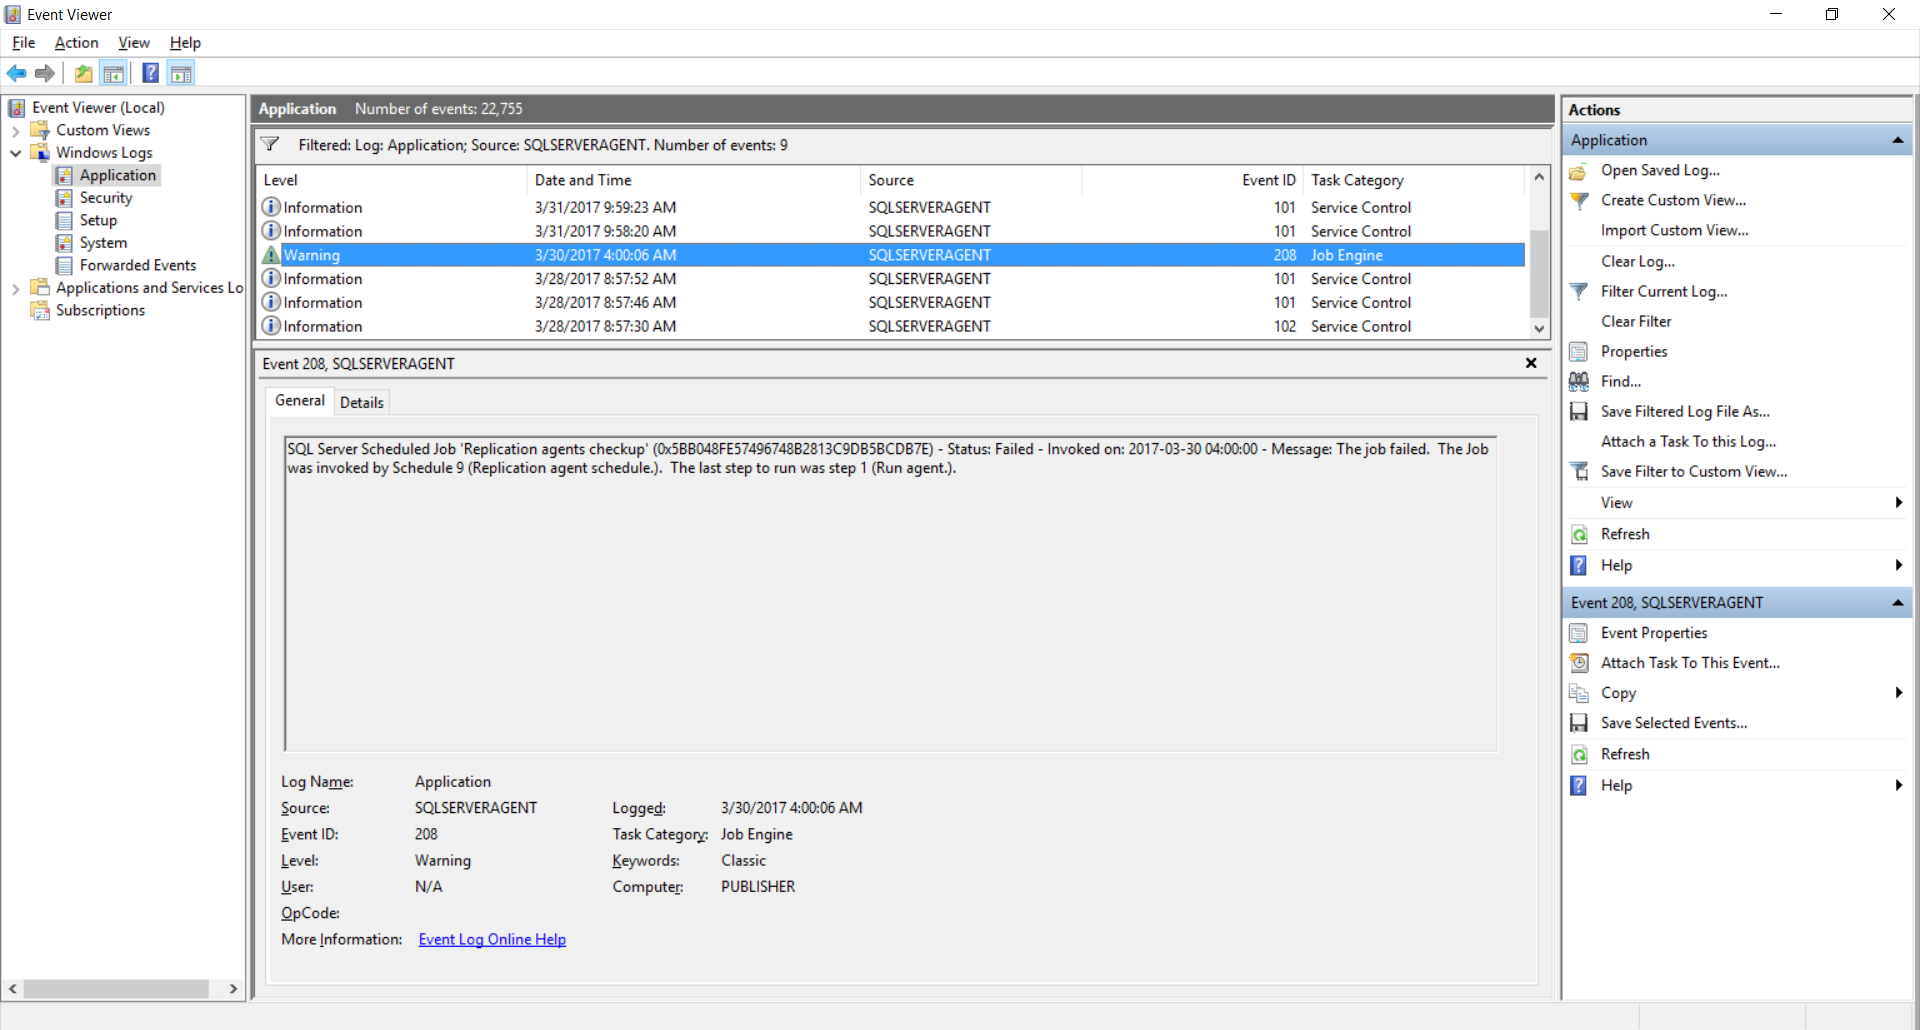 Event Viewer
File Action View Help
Event Viewer (Local)
Custom Views
Windows Logs
Application
Security
Setup
System
Forwarded Events
Applications and Services Lo
Subscriptions
Application Number of events: 22,755
Filtered: Log: Application; Source: SQLSERVERAGENT. Number of events: 9
Level Date and Time Source Event ID Task Category
Information 3/31/2017 9:59:23 AM SQLSERVERAGENT 101 Service Control
Information 3/31/2017 9:58:20 AM SQLSERVERAGENT 101 Service Control
Warning 3/30/2017 4:00:06 AM SQLSERVERAGENT 208 Job Engine
Information 3/28/2017 8:57:52 AM SQLSERVERAGENT 101 Service Control
Information 3/28/2017 8:57:46 AM SQLSERVERAGENT 101 Service Control
Information 3/28/2017 8:57:30 AM SQLSERVERAGENT 102 Service Control
Event 208, SQLSERVERAGENT
General Details
SQL Server Scheduled Job 'Replication agents checkup' (0x5BB048FE57496748B2813C9DB5BCDB7E) - Status: Failed - Invoked on: 2017-03-30 04:00:00 - Message: The job failed.  The Job
was invoked by Schedule 9 (Replication agent schedule.).  The last step to run was step 1 (Run agent.).
Log Name: Application
Source: SQLSERVERAGENT Logged: 3/30/2017 4:00:06 AM
Event ID: 208 Task Category: Job Engine
Level: Warning Keywords: Classic
User: N/A Computer: PUBLISHER
OpCode:
More Information: Event Log Online Help
Actions
Application
Open Saved Log...
Create Custom View...
Import Custom View...
Clear Log...
Filter Current Log...
Clear Filter
Properties
Find...
Save Filtered Log File As...
Attach a Task To this Log...
Save Filter to Custom View...
View
Refresh
Help
Event 208, SQLSERVERAGENT
Event Properties
Attach Task To This Event...
Copy
Save Selected Events...
Refresh
Help